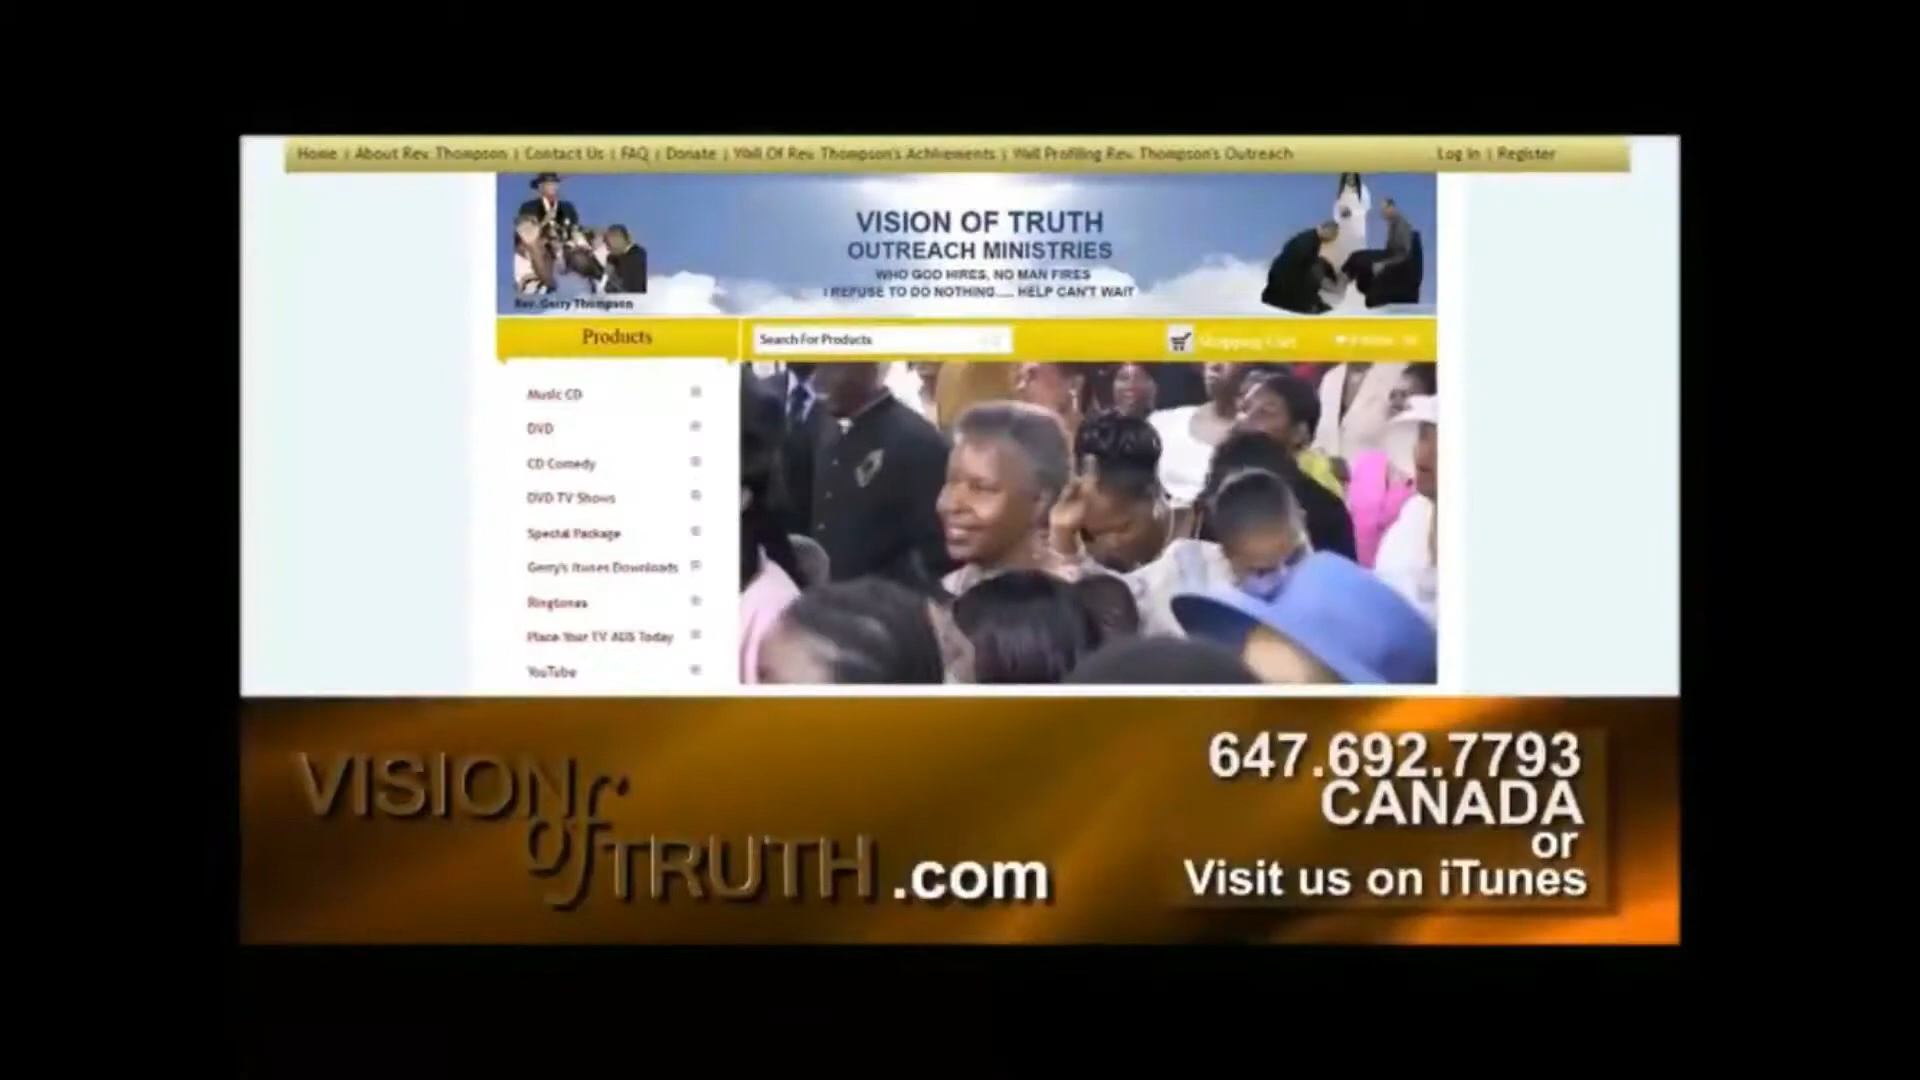 Home | About Rev. Thompson | Contact Us | FAQ | Donate | Wall Of Rev. Thompson's Achievements | Wall Profiling Rev. Thompson's Outreach
Log In | Register
VISION OF TRUTH
OUTREACH MINISTRIES
WHO GOD HIRES, NO MAN FIRES
I REFUSE TO DO NOTHING.... HELP CAN'T WAIT
Rev. Gerry Thompson
Products
Search For Products
Shopping Cart
Music CD
DVD
CD Comedy
DVD TV Shows
Special Package
Gerry's Itunes Downloads
Ringtones
Place Your TV ADS Today
YouTube
VISION
of TRUTH .com
647.692.7793
CANADA
or
Visit us on iTunes